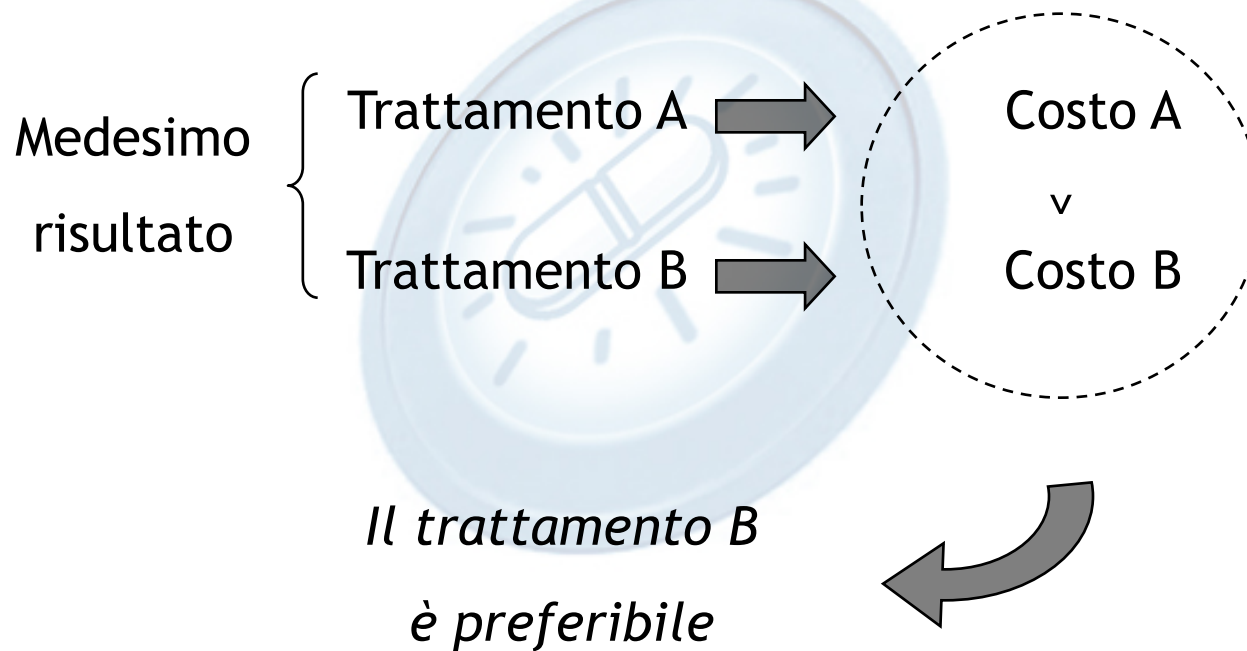 Medesimo
risultato
Trattamento A
Costo A
v
Trattamento B
Costo B
Il trattamento B
è preferibile